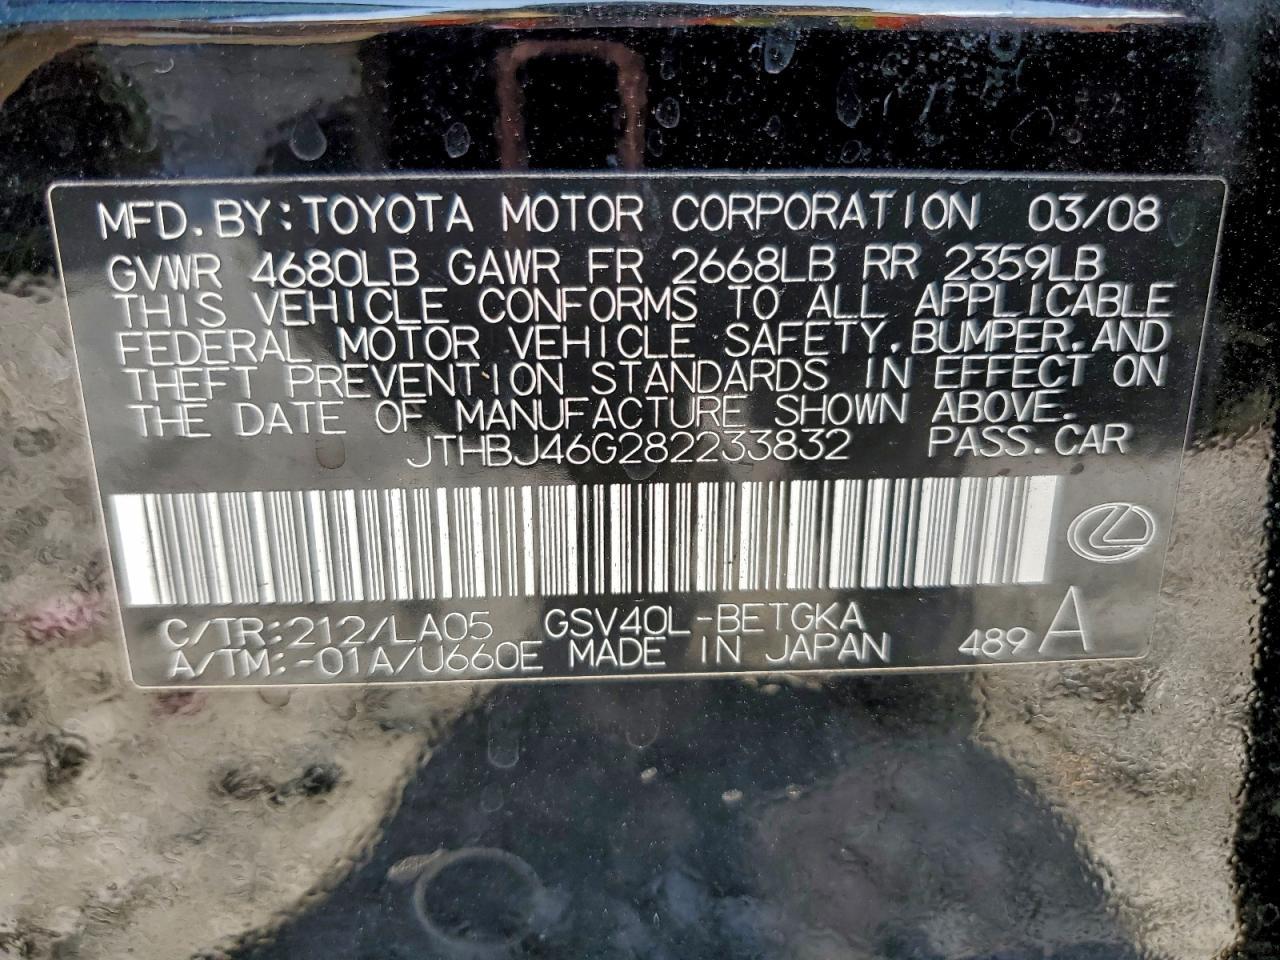 MFD. BY: TOYOTA MOTOR CORPORATION 03/08
GVWR 4680LB GAWR FR 2668LB RR 2359LB
THIS VEHICLE CONFORMS TO ALL APPLICABLE
FEDERAL MOTOR VEHICLE SAFETY, BUMPER, AND
THEFT PREVENTION STANDARDS IN EFFECT ON
THE DATE OF MANUFACTURE SHOWN ABOVE.
JTHBJ46G282233832 PASS. CAR
C/TR: 212/LA05 GSV40L-BETGKA
A/TM: -01A/U660E MADE IN JAPAN 489 A